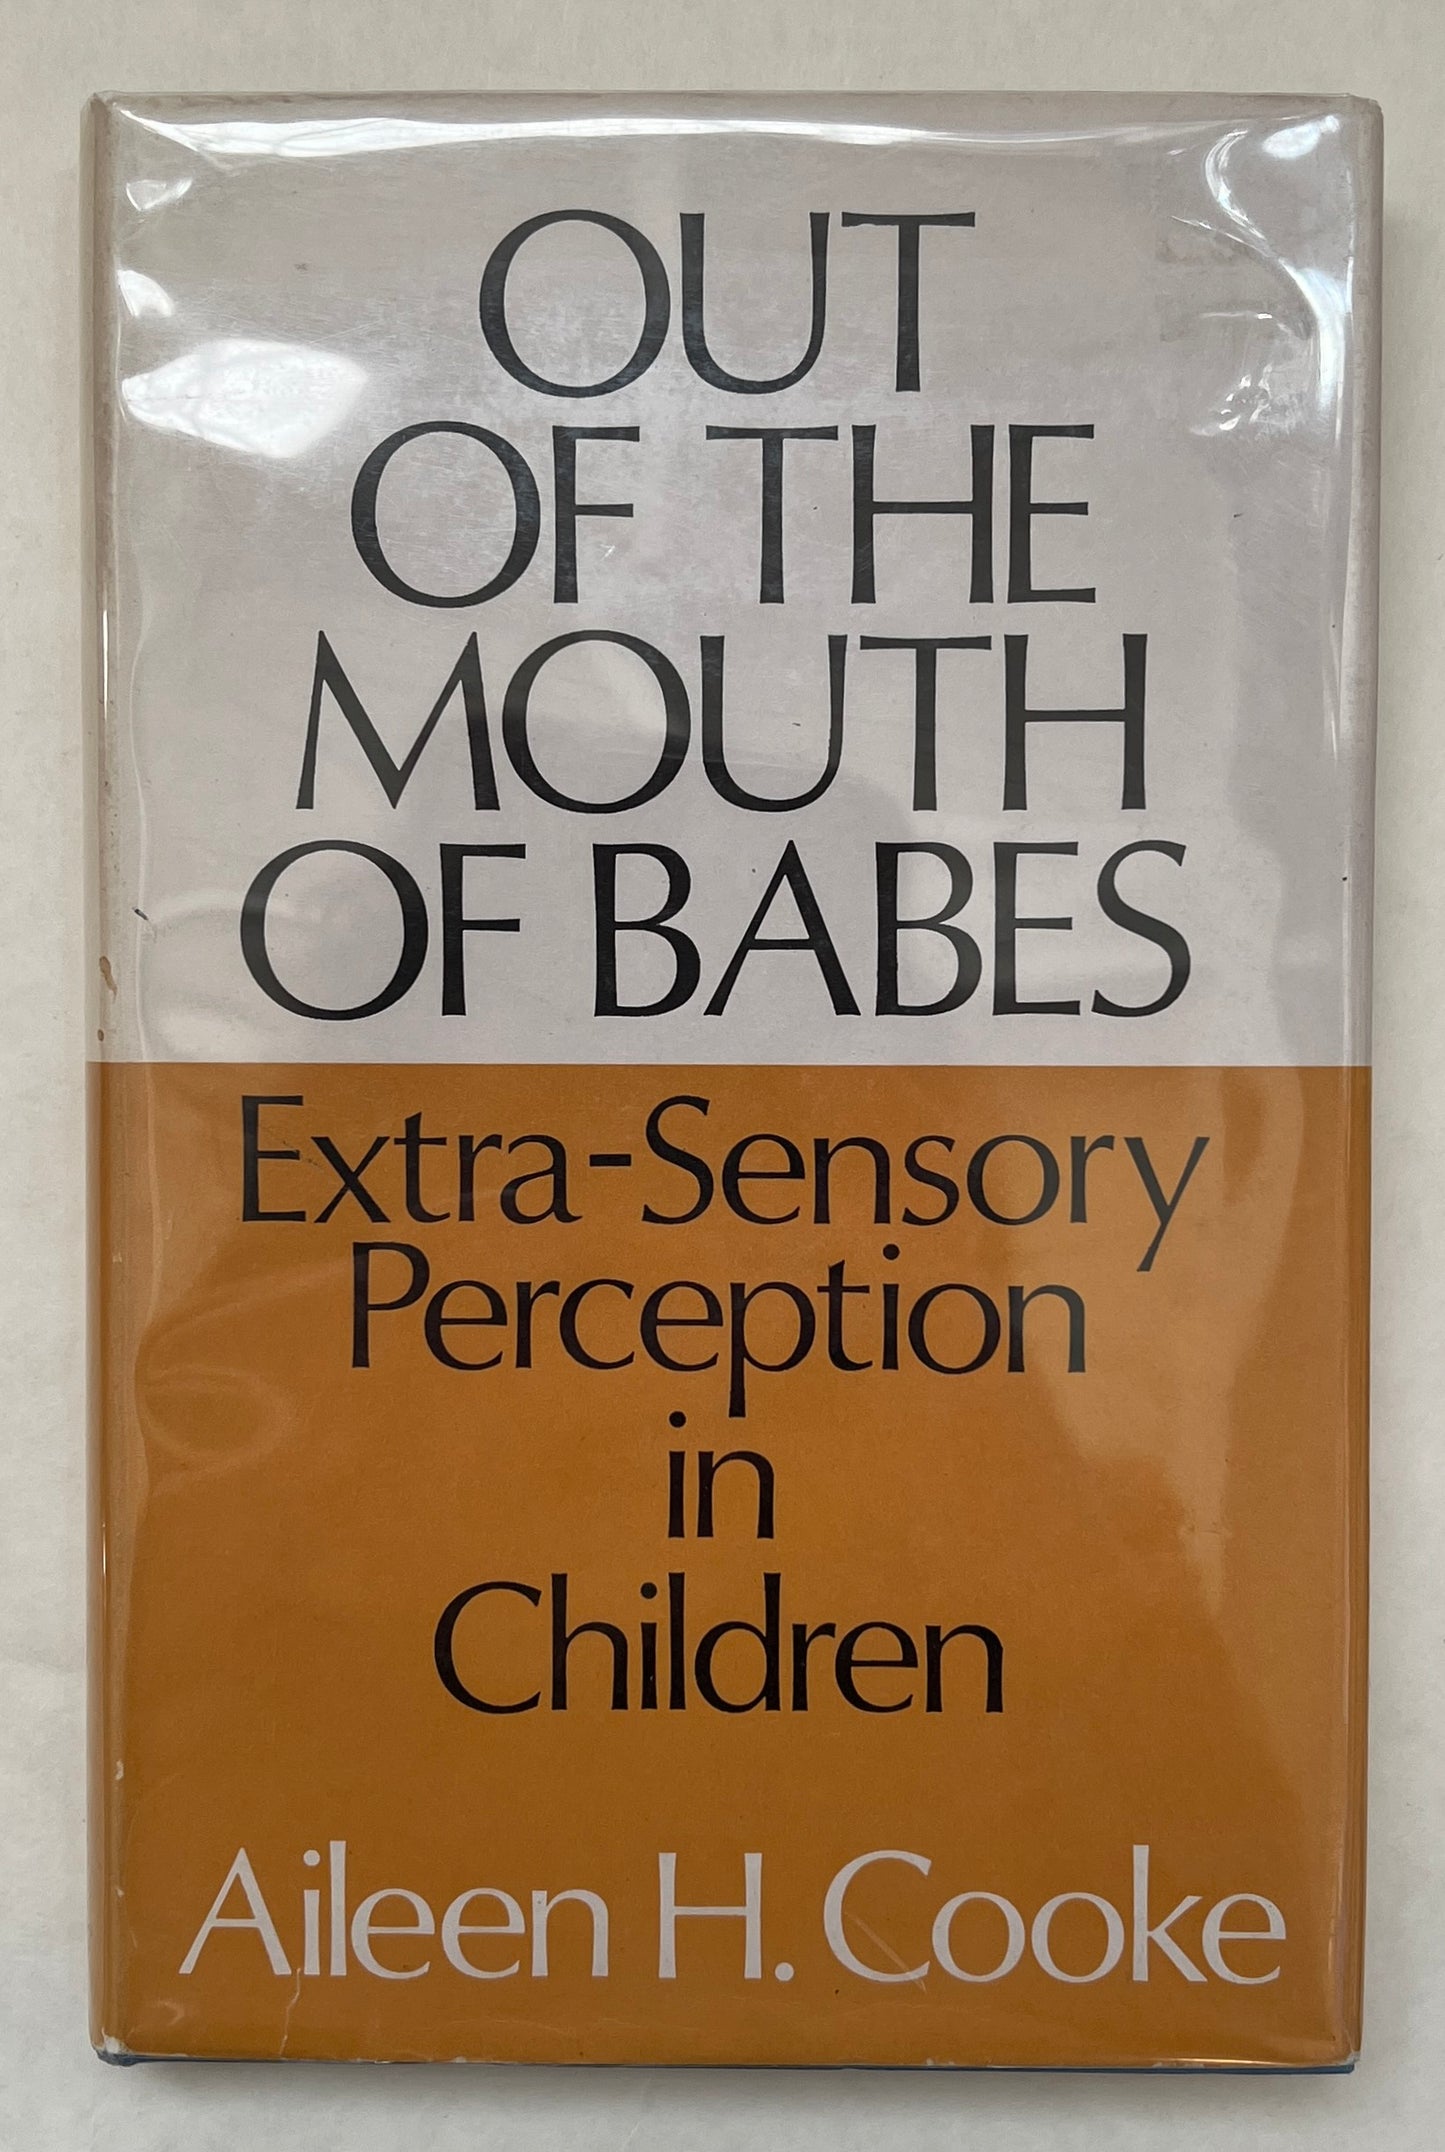 OUT
OF THE
MOUTH
OF BABES
Extra-Sensory
Perception
in
Children
Aileen H. Cooke